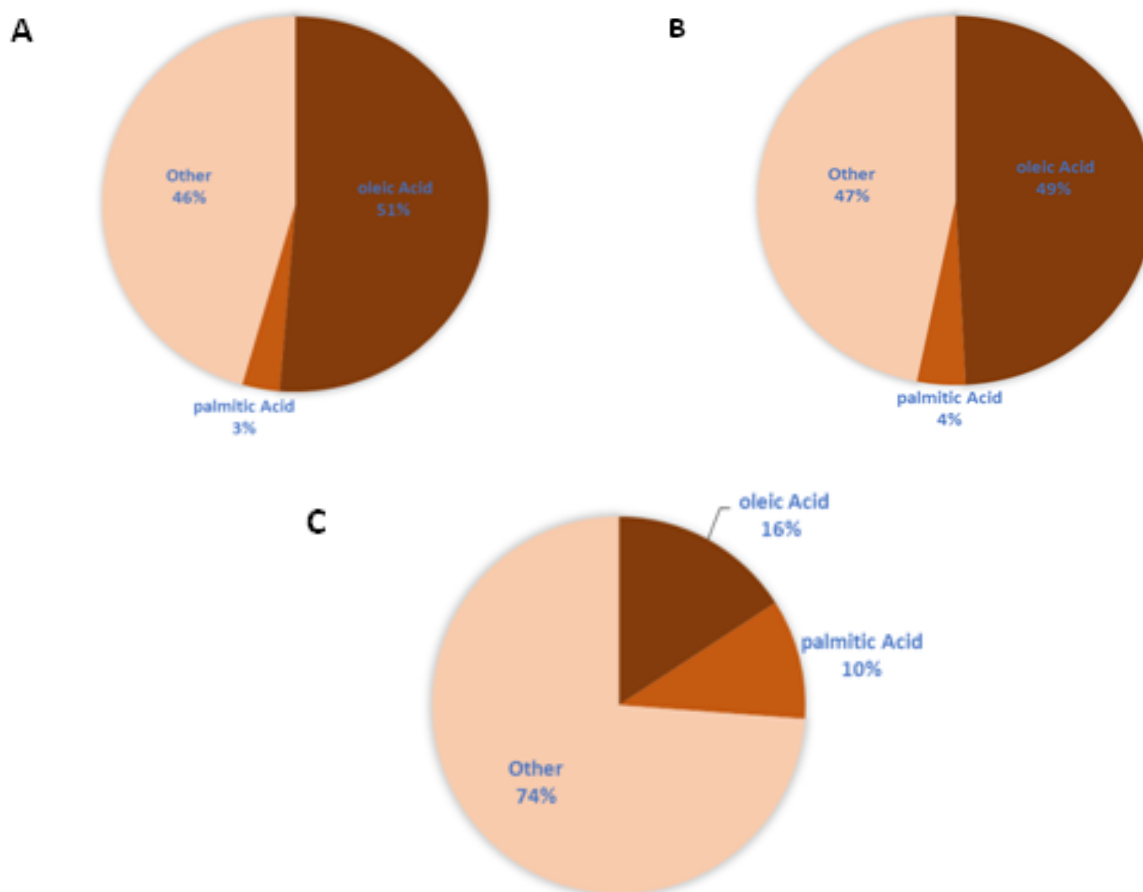 A
Other
46%
oleic Acid
51%
palmitic Acid
3%
B
Other
47%
oleic Acid
49%
palmitic Acid
4%
C
oleic Acid
16%
palmitic Acid
10%
Other
74%